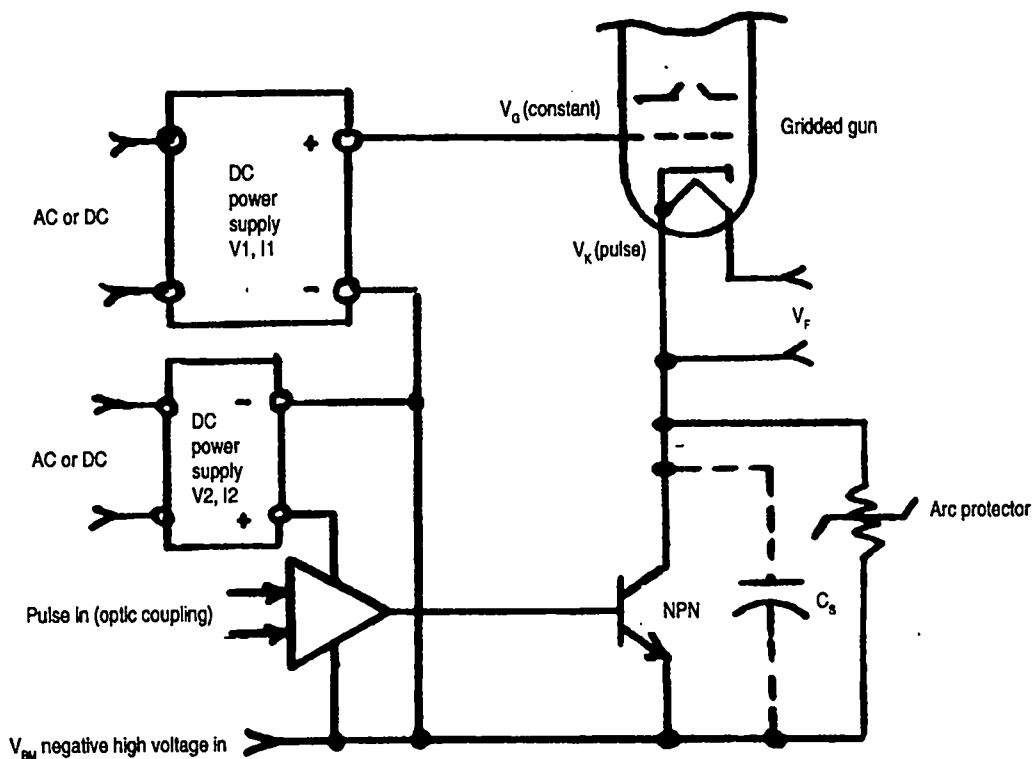 V_G (constant)
Gridded gun
+
DC
power
supply
V1, I1
AC or DC
-
V_K (pulse)
V_F
-
DC
power
supply
V2, I2
AC or DC
+
Arc protector
Pulse in (optic coupling)
NPN
C_s
V_BM negative high voltage in